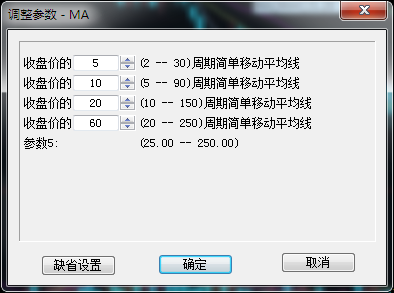 调整参数 - MA
收盘价的 5 (2 -- 30)周期简单移动平均线
收盘价的 10 (5 -- 90)周期简单移动平均线
收盘价的 20 (10 -- 150)周期简单移动平均线
收盘价的 60 (20 -- 250)周期简单移动平均线
参数5: (25.00 -- 250.00)
缺省设置 确定 取消